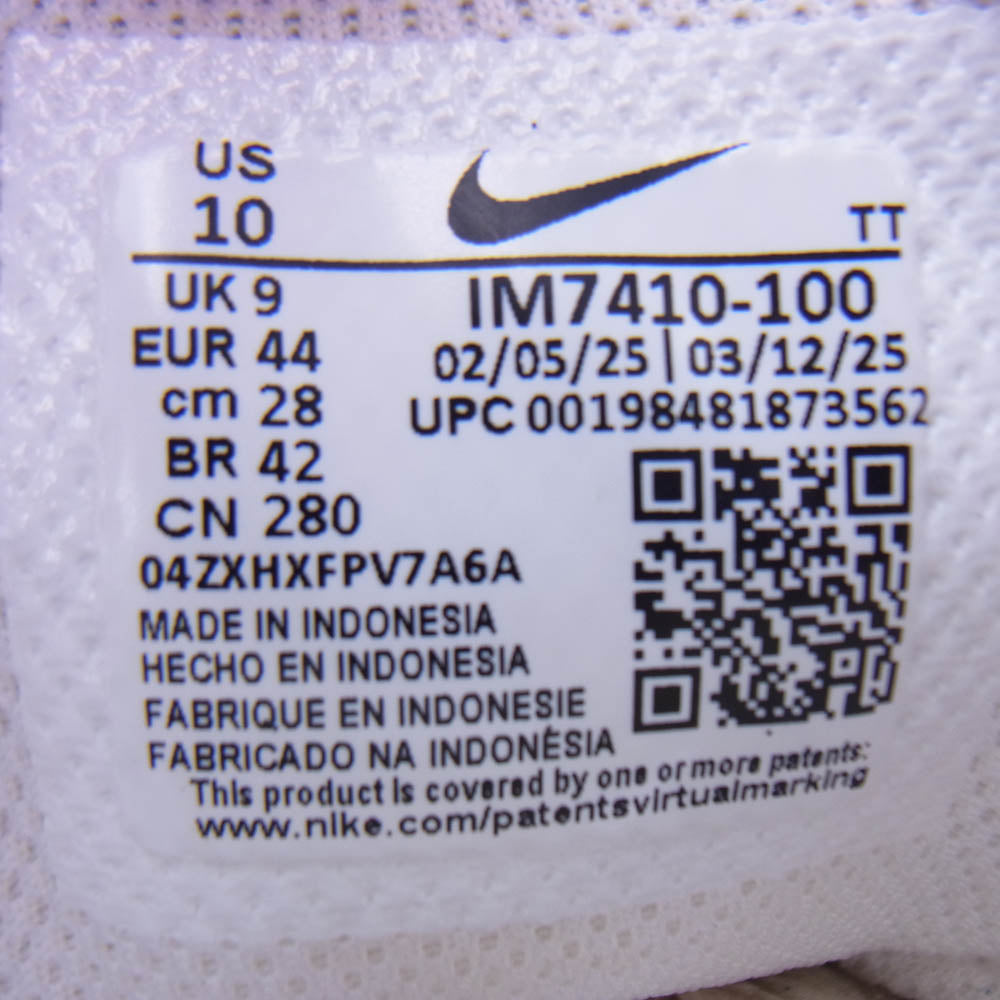 US
10
TT
UK 9
IM7410-100
EUR 44
02/05/25 | 03/12/25
cm 28
UPC 00198481873562
BR 42
CN 280
04ZXHXFPV7A6A
MADE IN INDONESIA
HECHO EN INDONESIA
FABRIQUE EN INDONESIE
FABRICADO NA INDONÉSIA
This product is covered by one or more patents:
www.nike.com/patentsvirtualmarking